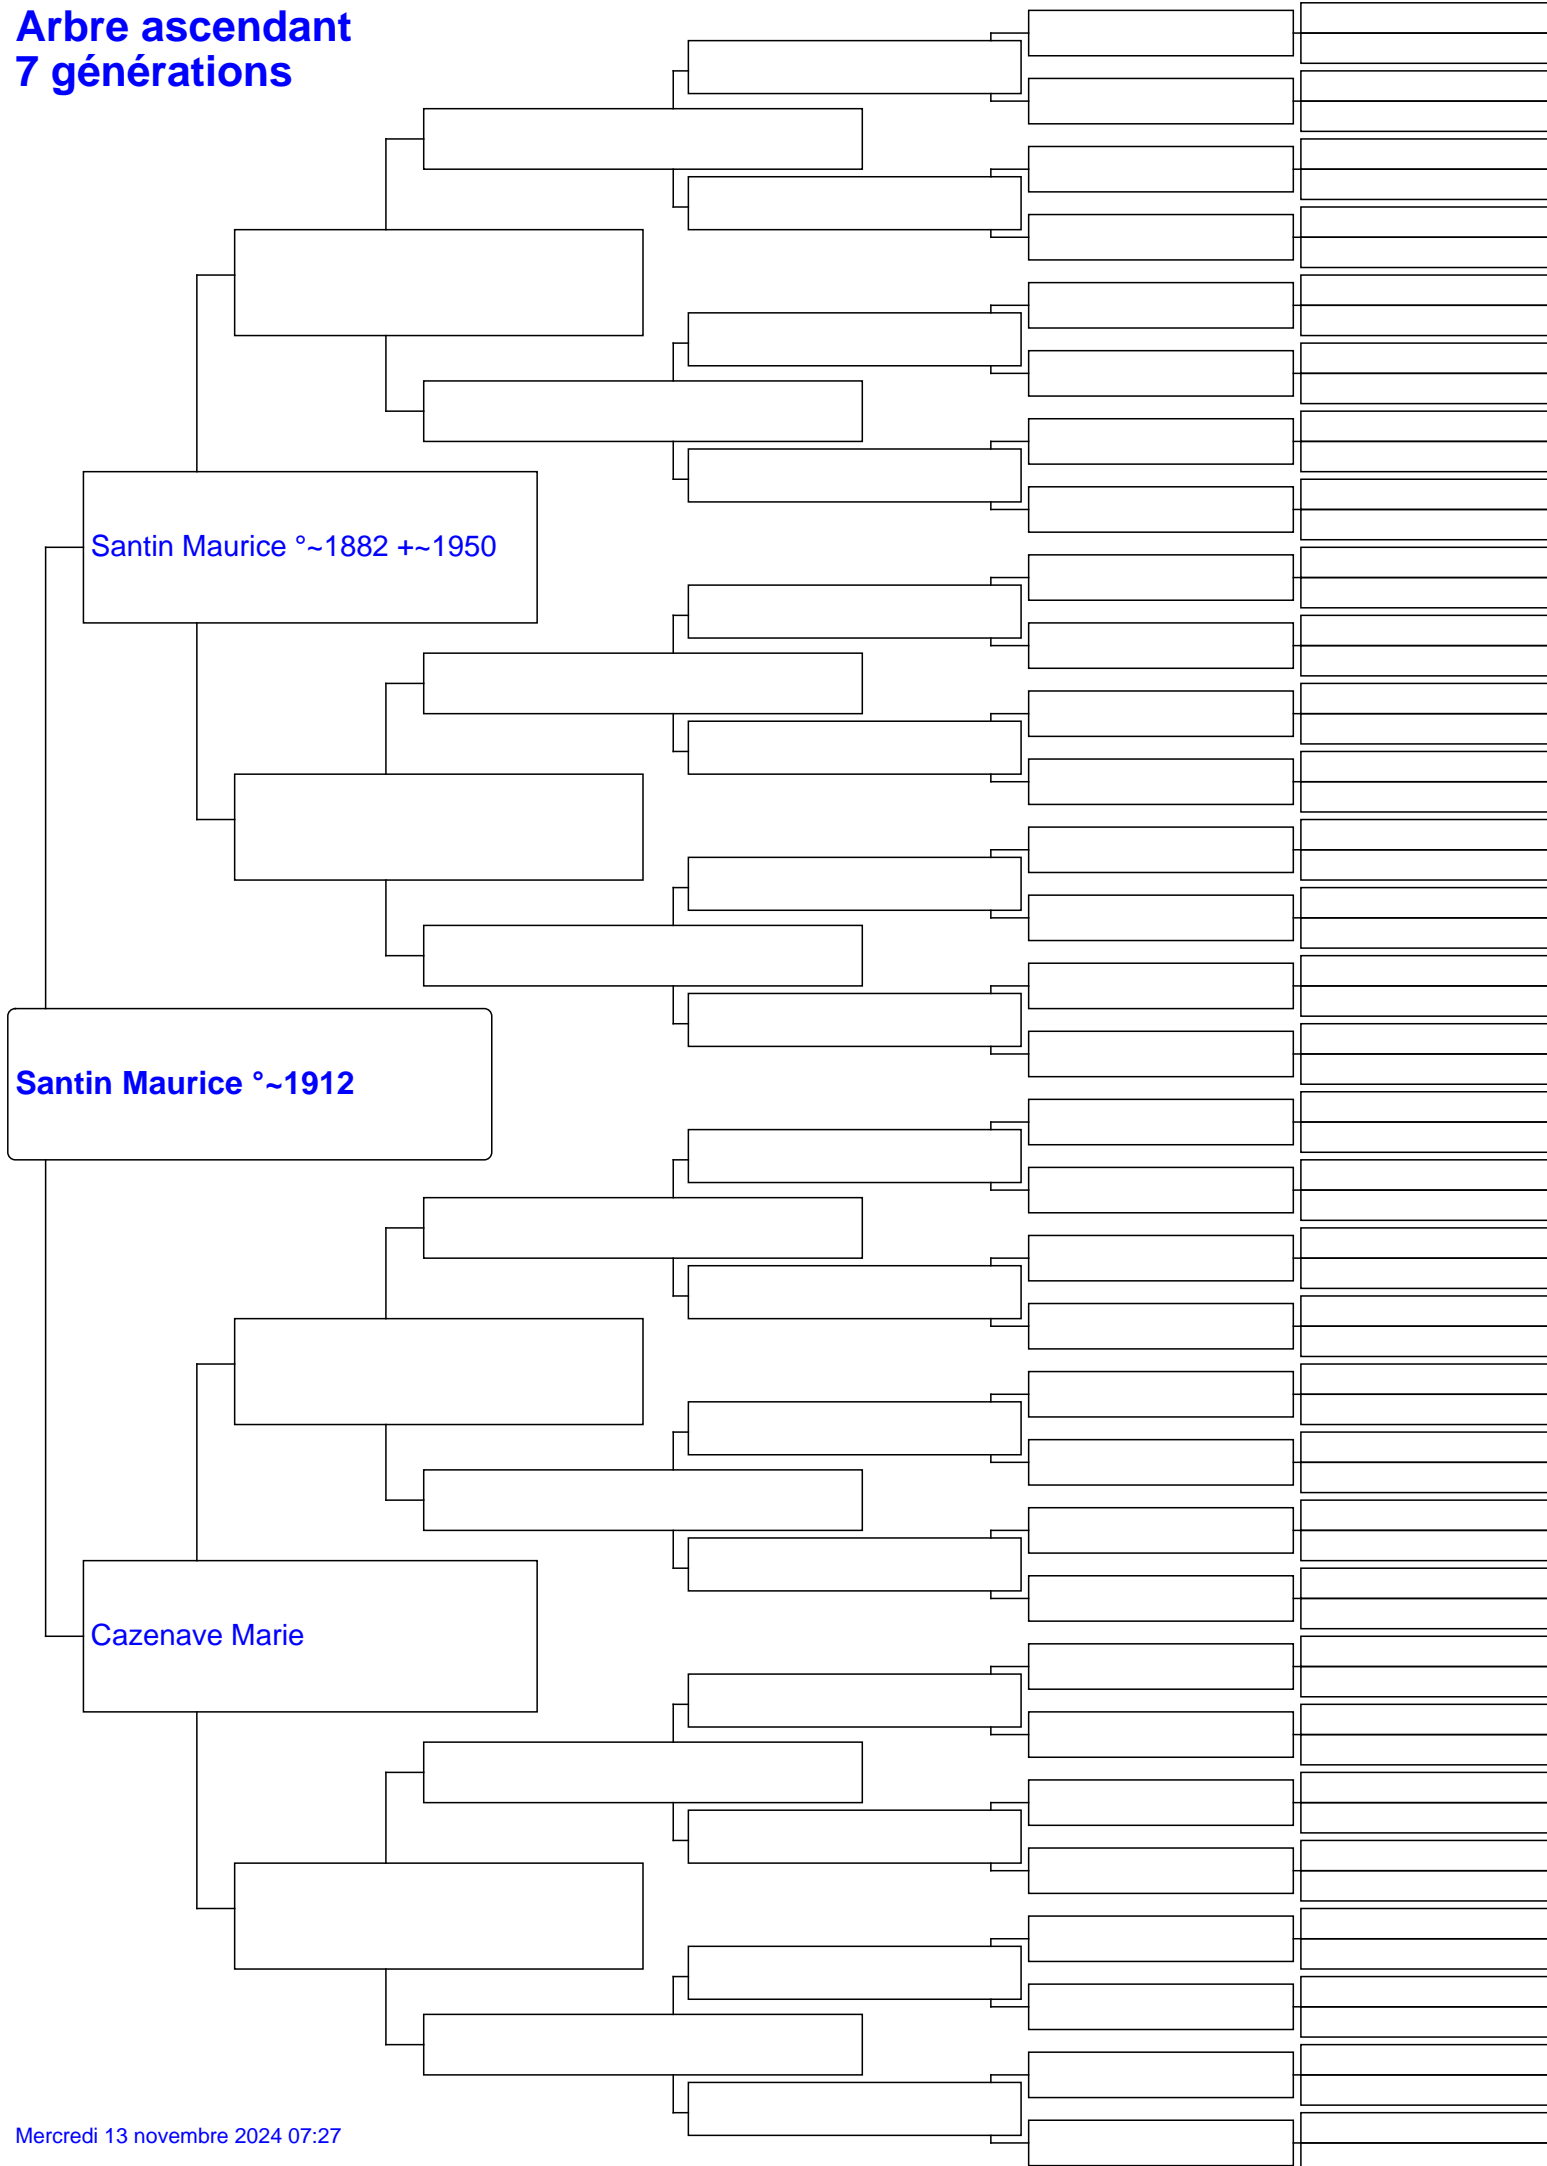 Arbre ascendant
7 générations
Santin Maurice °~1882 +~1950
Santin Maurice °~1912
Cazenave Marie
Mercredi 13 novembre 2024 07:27